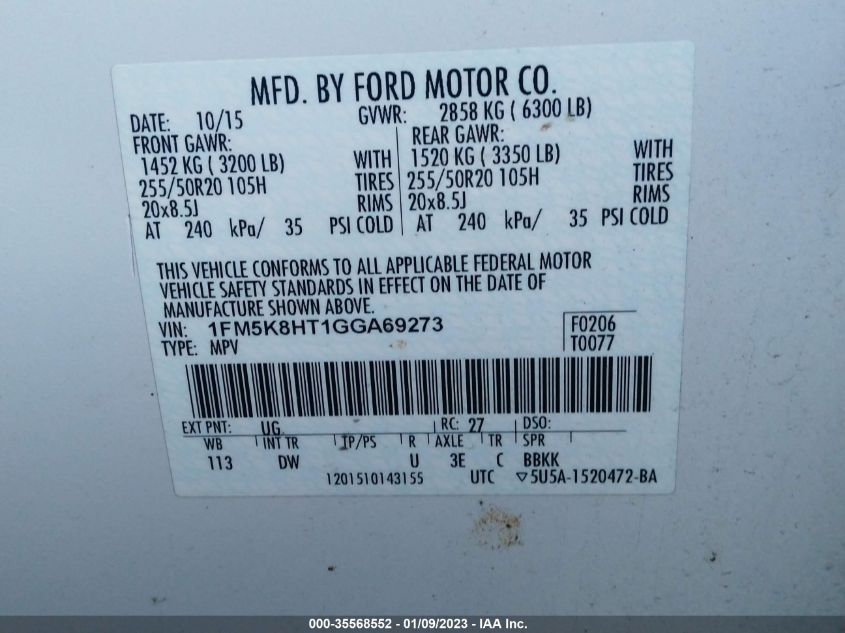 MFD. BY FORD MOTOR CO.
DATE: 10/15 GVWR: 2858 KG ( 6300 LB)
FRONT GAWR: REAR GAWR:
1452 KG ( 3200 LB) WITH 1520 KG ( 3350 LB) WITH
255/50R20 105H TIRES 255/50R20 105H TIRES
20x8.5J RIMS 20x8.5J RIMS
AT 240 kPa/ 35 PSI COLD AT 240 kPa/ 35 PSI COLD
THIS VEHICLE CONFORMS TO ALL APPLICABLE FEDERAL MOTOR
VEHICLE SAFETY STANDARDS IN EFFECT ON THE DATE OF
MANUFACTURE SHOWN ABOVE.
VIN: 1FM5K8HT1GGA69273 F0206
TYPE: MPV T0077
EXT PNT: UG RC: 27 DSO:
WB INT TR TP/PS R AXLE TR SPR
113 DW U 3E C BBKK
1201510143155 UTC ▽5U5A-1520472-BA
000-35568552 - 01/09/2023 - IAA Inc.